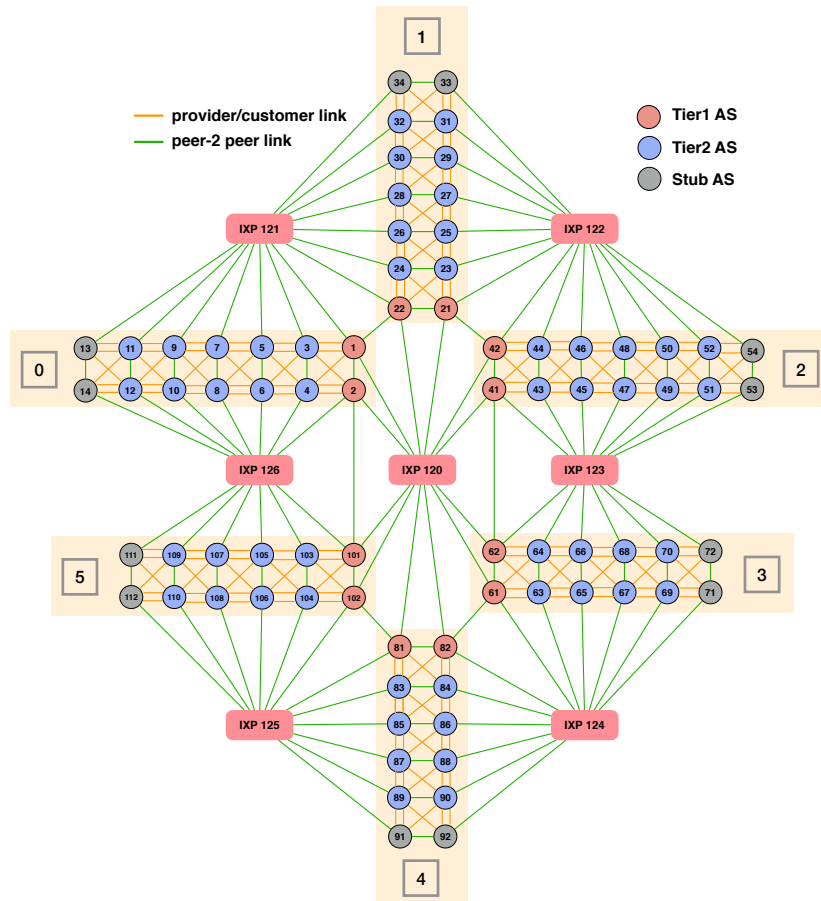 1
34 33
provider/customer link
Tier1 AS
32 31
peer-2 peer link
Tier2 AS
30 29
Stub AS
28 27
IXP 121
26 25
IXP 122
24 23
22 21
13 11 9 7 5 3 1
42 44 46 48 50 52 54
0
2
14 12 10 8 6 4 2
41 43 45 47 49 51 53
IXP 126
IXP 120
IXP 123
111 109 107 105 103 101
62 64 66 68 70 72
5
3
112 110 108 106 104 102
61 63 65 67 69 71
81 82
83 84
IXP 125
85 86
IXP 124
87 88
89 90
91 92
4